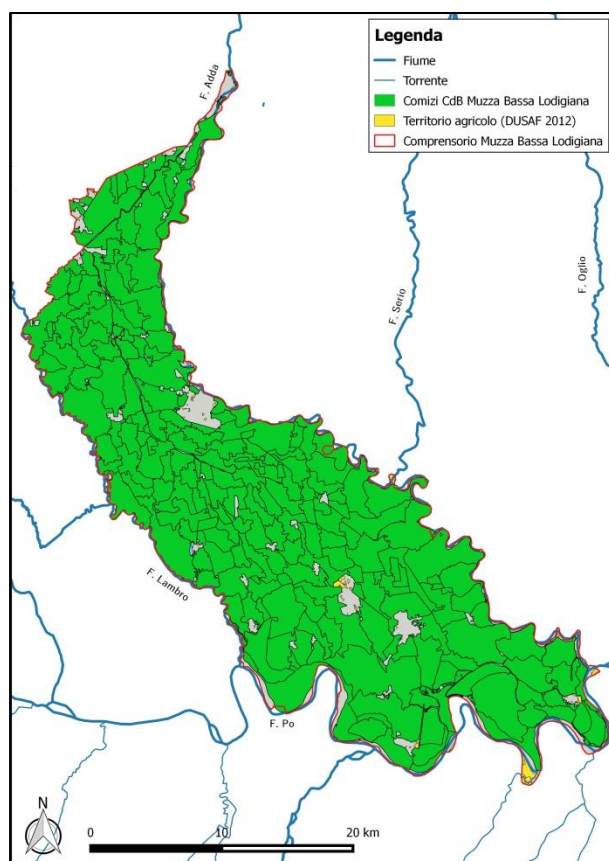 Legenda
Fiume
Torrente
Comizi CdB Muzza Bassa Lodigiana
Territorio agricolo (DUSAF 2012)
Comprensorio Muzza Bassa Lodigiana
F. Adda
F. Serio
F. Oglio
F. Lambro
F. Po
N
0 10 20 km